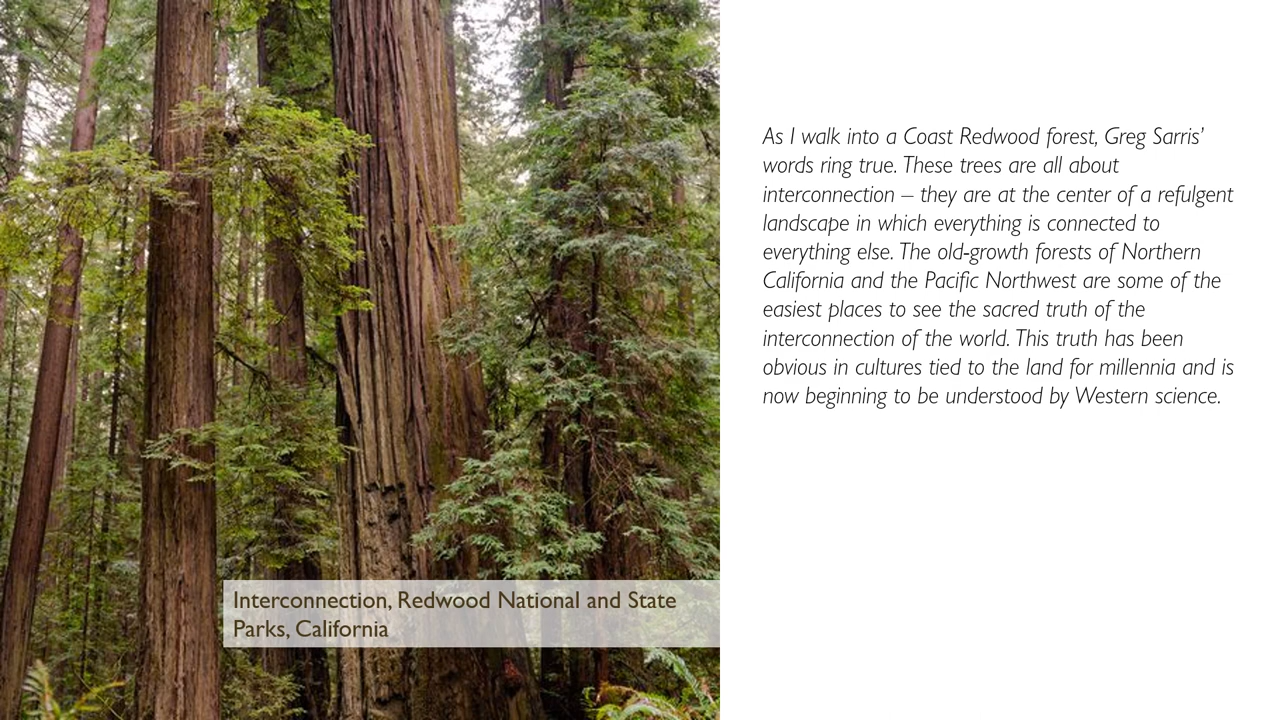 As I walk into a Coast Redwood forest, Greg Sarris’
words ring true. These trees are all about
interconnection – they are at the center of a refulgent
landscape in which everything is connected to
everything else. The old-growth forests of Northern
California and the Pacific Northwest are some of the
easiest places to see the sacred truth of the
interconnection of the world. This truth has been
obvious in cultures tied to the land for millennia and is
now beginning to be understood by Western science.
Interconnection, Redwood National and State
Parks, California